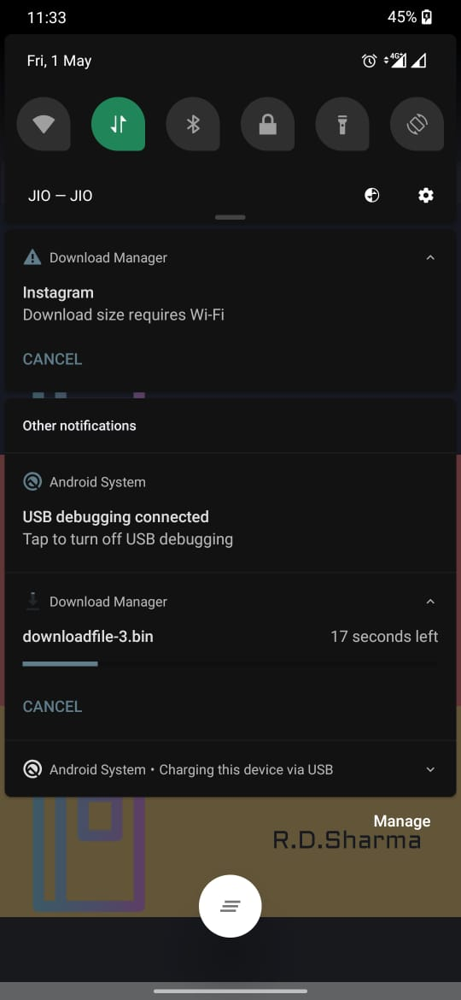 11:33
45%
Fri, 1 May
4G+
JIO — JIO
Download Manager
Instagram
Download size requires Wi-Fi
CANCEL
Other notifications
Android System
USB debugging connected
Tap to turn off USB debugging
Download Manager
downloadfile-3.bin
17 seconds left
CANCEL
Android System • Charging this device via USB
Manage
R.D.Sharma